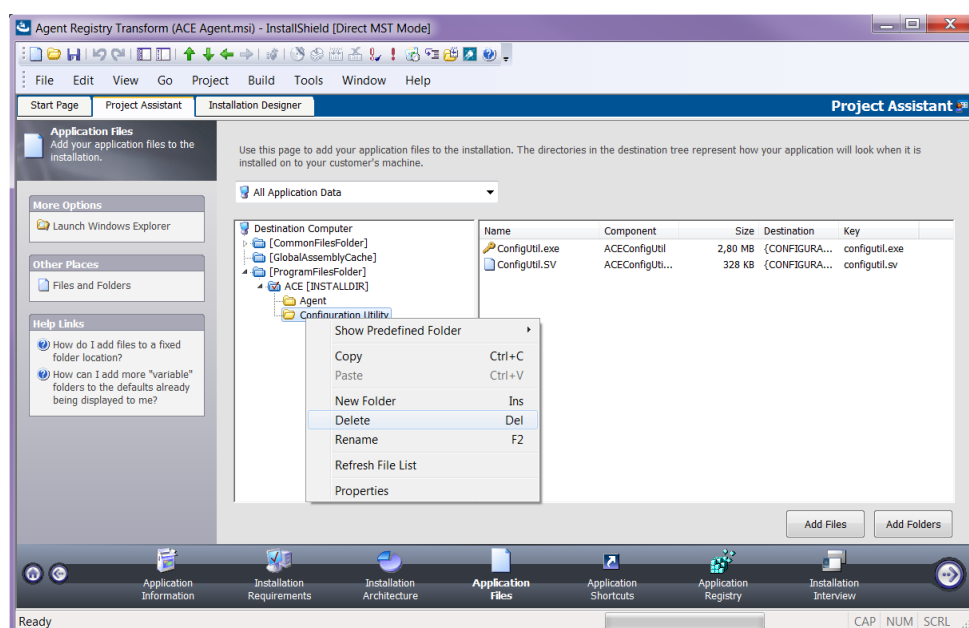 Agent Registry Transform (ACE Agent.msi) - InstallShield [Direct MST Mode]
File Edit View Go Project Build Tools Window Help
Start Page Project Assistant Installation Designer Project Assistant
Application Files
Add your application files to the
installation.
More Options
Launch Windows Explorer
Other Places
Files and Folders
Help Links
How do I add files to a fixed
folder location?
How can I add more "variable"
folders to the defaults already
being displayed to me?
Use this page to add your application files to the installation. The directories in the destination tree represent how your application will look when it is
installed on to your customer's machine.
All Application Data
Destination Computer
[CommonFilesFolder]
[GlobalAssemblyCache]
[ProgramFilesFolder]
ACE [INSTALLDIR]
Agent
Configuration Utility
Name Component Size Destination Key
ConfigUtil.exe ACEConfigUtil 2,80 MB {CONFIGURA... configutil.exe
ConfigUtil.SV ACEConfigUti... 328 KB {CONFIGURA... configutil.sv
Show Predefined Folder
Copy Ctrl+C
Paste Ctrl+V
New Folder Ins
Delete Del
Rename F2
Refresh File List
Properties
Add Files Add Folders
Application
Information
Installation
Requirements
Installation
Architecture
Application
Files
Application
Shortcuts
Application
Registry
Installation
Interview
Ready CAP NUM SCRL